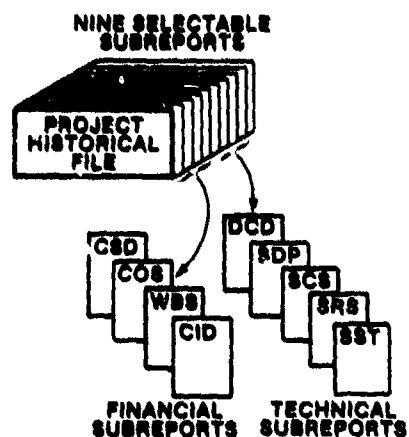 NINE SELECTABLE
SUBREPORTS
PROJECT
HISTORICAL
FILE
CSD
COS
WBS
CID
DCD
SDP
SCS
SRS
SST
FINANCIAL
SUBREPORTS
TECHNICAL
SUBREPORTS